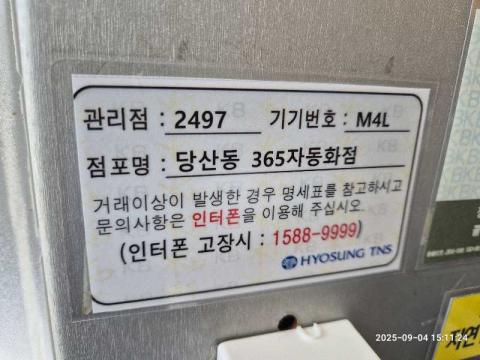 관리점 : 2497 기기번호 : M4L
점포명 : 당산동 365자동화점
거래이상이 발생한 경우 명세표를 참고하시고
문의사항은 인터폰을 이용해 주십시오.
(인터폰 고장시 : 1588-9999)
HYOSUNG TNS
지연
2025-09-04 15:11:24